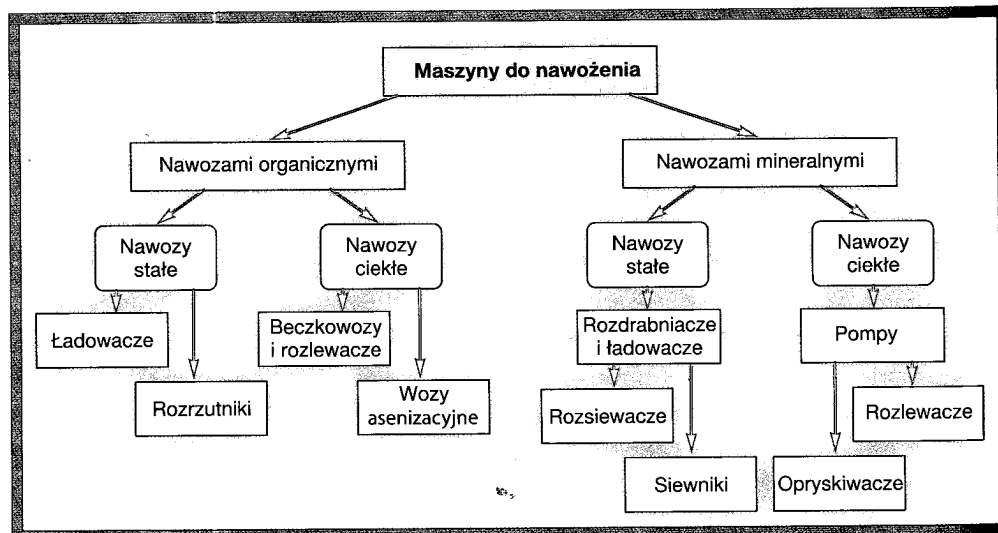 Maszyny do nawożenia
Nawozami organicznymi
Nawozami mineralnymi
Nawozy
stałe
Nawozy
ciekłe
Nawozy
stałe
Nawozy
ciekłe
Ładowacze
Beczkowozy
i rozlewacze
Rozdrabniacze
i ładowacze
Pompy
Rozrzutniki
Wozy
asenizacyjne
Rozsiewacze
Rozlewacze
Siewniki
Opryskiwacze